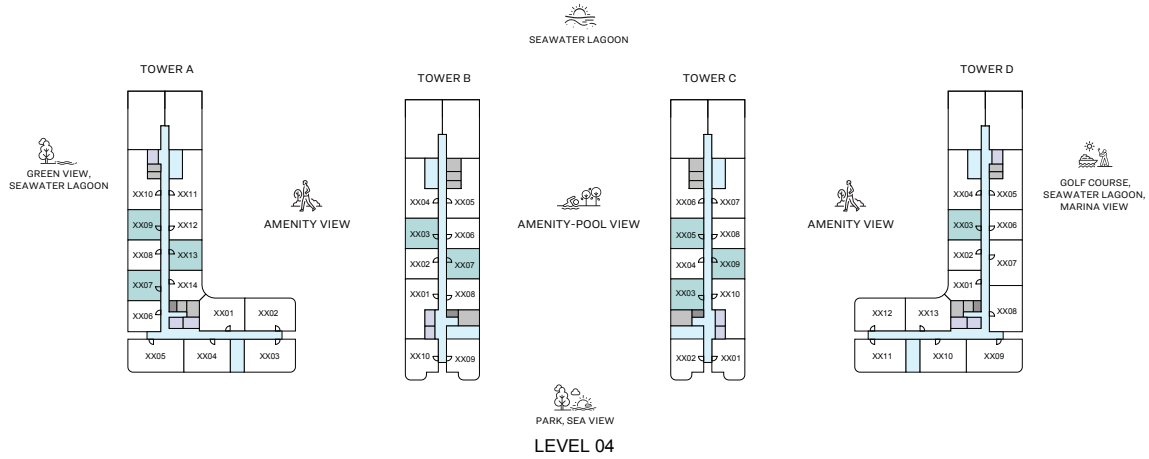 SEAWATER LAGOON
TOWER A
TOWER B
TOWER C
TOWER D
GREEN VIEW,
SEAWATER LAGOON
AMENITY VIEW
AMENITY-POOL VIEW
AMENITY VIEW
GOLF COURSE,
SEAWATER LAGOON,
MARINA VIEW
XX10 XX11
XX09 XX12
XX08 XX13
XX07 XX14
XX06 XX01 XX02
XX05 XX04 XX03
XX04 XX05
XX03 XX06
XX02 XX07
XX01 XX08
XX10 XX09
XX06 XX07
XX05 XX08
XX04 XX09
XX03 XX10
XX02 XX01
XX04 XX05
XX03 XX06
XX02 XX07
XX01
XX12 XX13 XX08
XX11 XX10 XX09
PARK, SEA VIEW
LEVEL 04